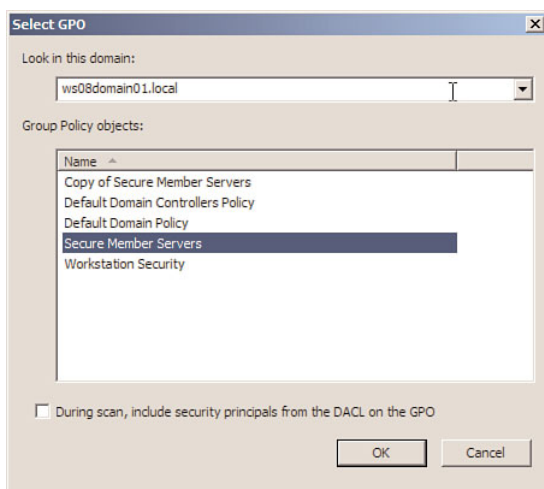 Select GPO
Look in this domain:
ws08domain01.local
Group Policy objects:
Name
Copy of Secure Member Servers
Default Domain Controllers Policy
Default Domain Policy
Secure Member Servers
Workstation Security
During scan, include security principals from the DACL on the GPO
OK Cancel